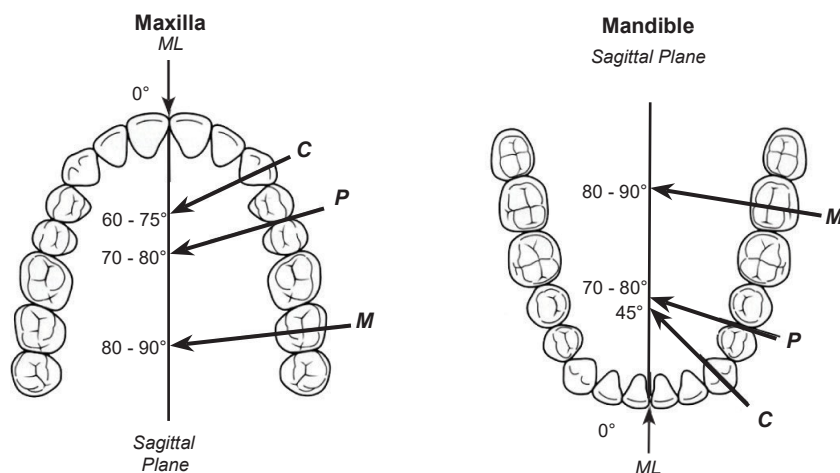 Maxilla
ML
0°
C
P
60 - 75°
70 - 80°
M
80 - 90°
Sagittal
Plane
Mandible
Sagittal Plane
80 - 90°
M
70 - 80°
45°
P
C
0°
ML